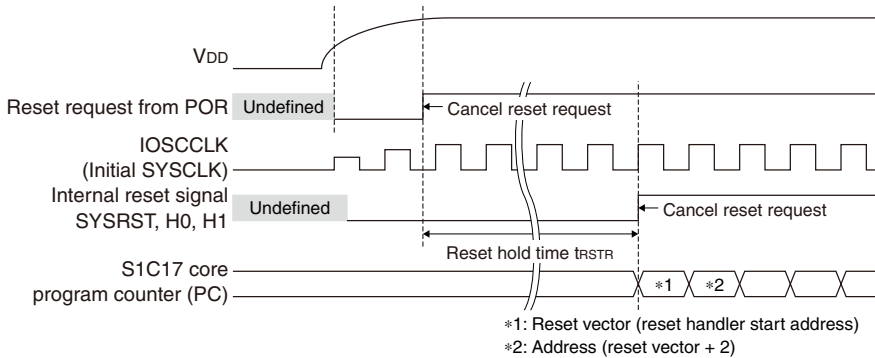 VDD
Reset request from POR
Undefined
Cancel reset request
IOSCCLK
(Initial SYSCLK)
Internal reset signal
SYSRST, H0, H1
Undefined
Cancel reset request
Reset hold time tRSTR
S1C17 core
program counter (PC)
*1
*2
*1: Reset vector (reset handler start address)
*2: Address (reset vector + 2)